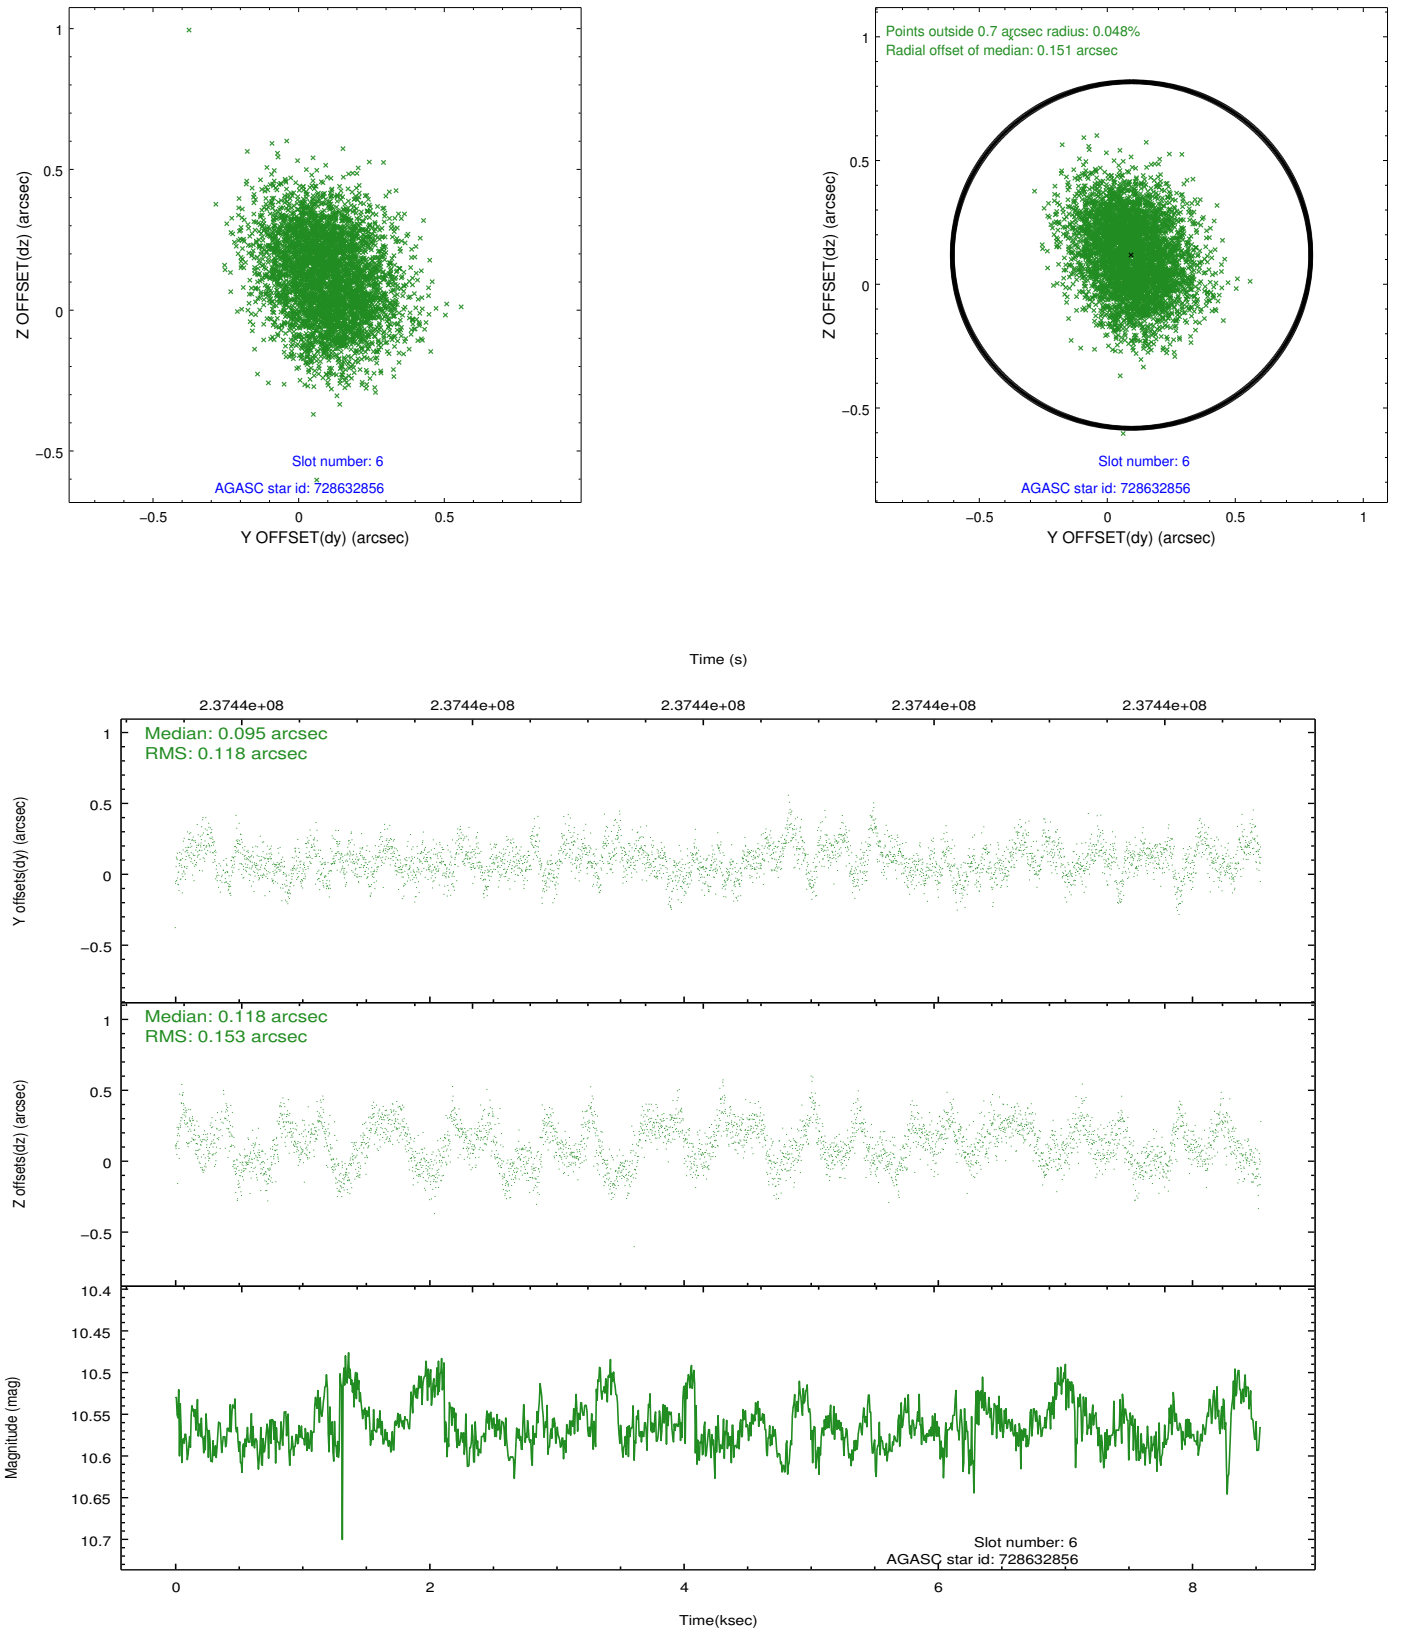 1
0.5
0
−0.5
Z OFFSET(dz) (arcsec)
Slot number: 6
AGASC star id: 728632856
−0.5
0
0.5
Y OFFSET(dy) (arcsec)
Points outside 0.7 arcsec radius: 0.048%
Radial offset of median: 0.151 arcsec
1
0.5
0
−0.5
Z OFFSET(dz) (arcsec)
Slot number: 6
AGASC star id: 728632856
−0.5
0
0.5
1
Y OFFSET(dy) (arcsec)
Time (s)
2.3744e+08
2.3744e+08
2.3744e+08
2.3744e+08
2.3744e+08
Median: 0.095 arcsec
RMS: 0.118 arcsec
1
0.5
0
−0.5
Y offsets(dy) (arcsec)
Median: 0.118 arcsec
RMS: 0.153 arcsec
1
0.5
0
−0.5
Z offsets(dz) (arcsec)
10.4
10.45
10.5
10.55
10.6
10.65
10.7
Magnitude (mag)
Slot number: 6
AGASC star id: 728632856
0
2
4
6
8
Time(ksec)